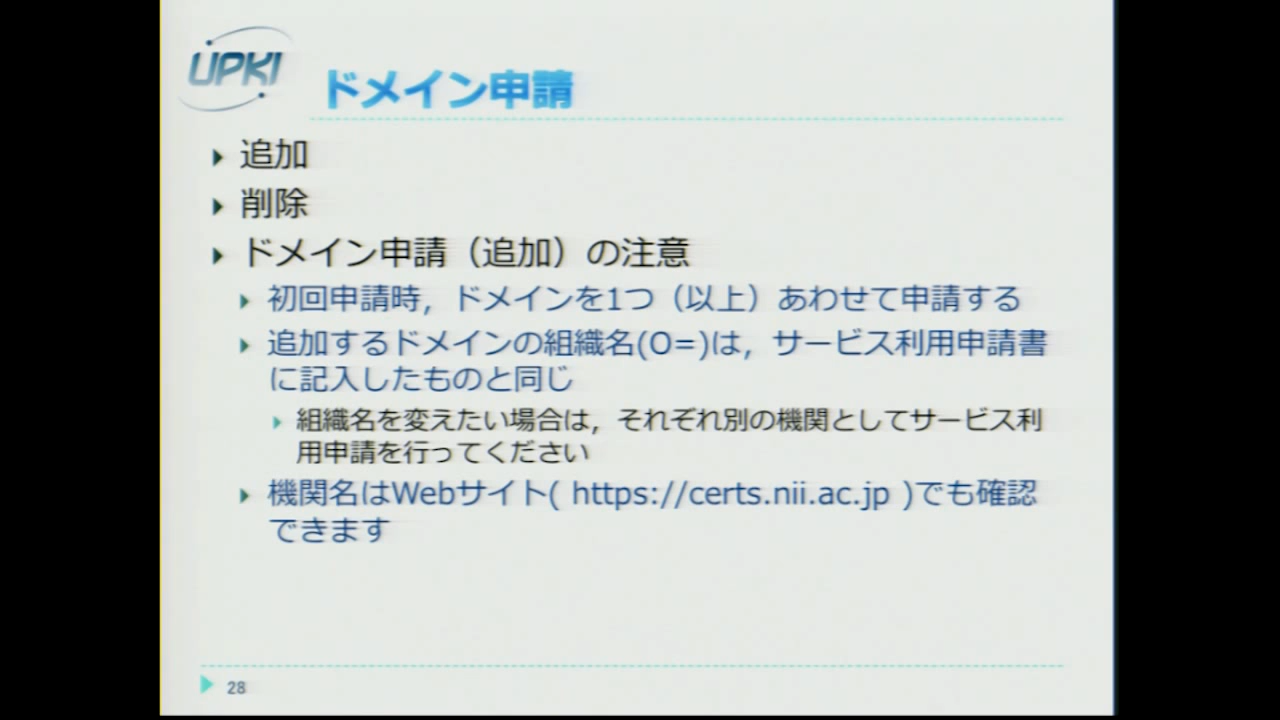 UPKI
ドメイン申請
追加
削除
ドメイン申請（追加）の注意
初回申請時，ドメインを1つ（以上）あわせて申請する
追加するドメインの組織名(O=)は，サービス利用申請書
に記入したものと同じ
組織名を変えたい場合は，それぞれ別の機関としてサービス利
用申請を行ってください
機関名はWebサイト( https://certs.nii.ac.jp )でも確認
できます
28